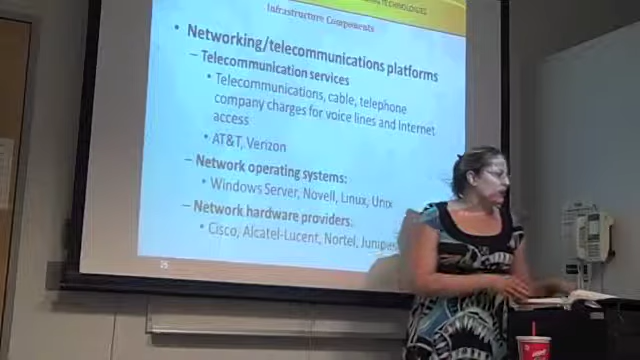 TECHNOLOGIES
Infrastructure Components
• Networking/telecommunications platforms
– Telecommunication services
• Telecommunications, cable, telephone
company charges for voice lines and Internet
access
• AT&T, Verizon
– Network operating systems:
• Windows Server, Novell, Linux, Unix
– Network hardware providers:
• Cisco, Alcatel-Lucent, Nortel, Juniper
25